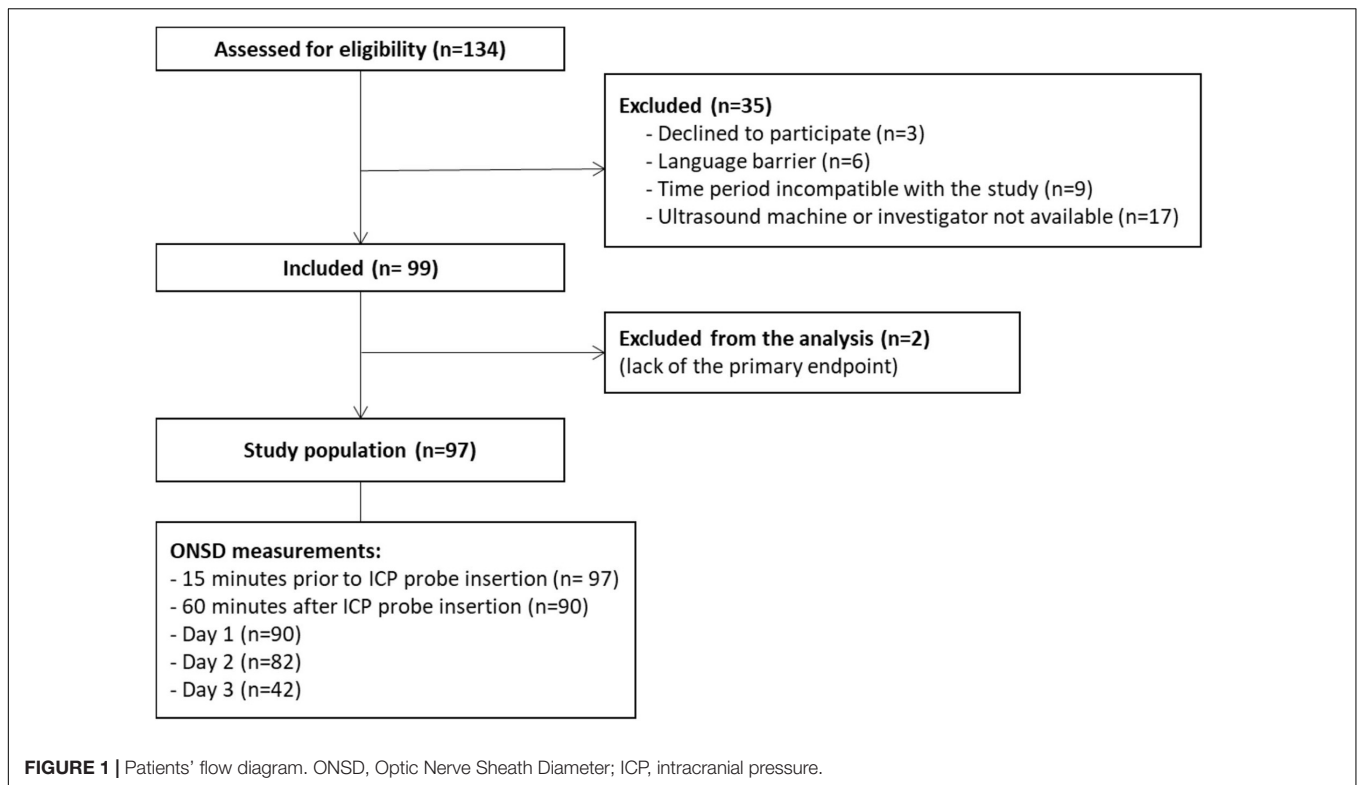 Assessed for eligibility (n=134)
Excluded (n=35)
- Declined to participate (n=3)
- Language barrier (n=6)
- Time period incompatible with the study (n=9)
- Ultrasound machine or investigator not available (n=17)
Included (n= 99)
Excluded from the analysis (n=2)
(lack of the primary endpoint)
Study population (n=97)
ONSD measurements:
- 15 minutes prior to ICP probe insertion (n= 97)
- 60 minutes after ICP probe insertion (n=90)
- Day 1 (n=90)
- Day 2 (n=82)
- Day 3 (n=42)
FIGURE 1 | Patients' flow diagram. ONSD, Optic Nerve Sheath Diameter; ICP, intracranial pressure.